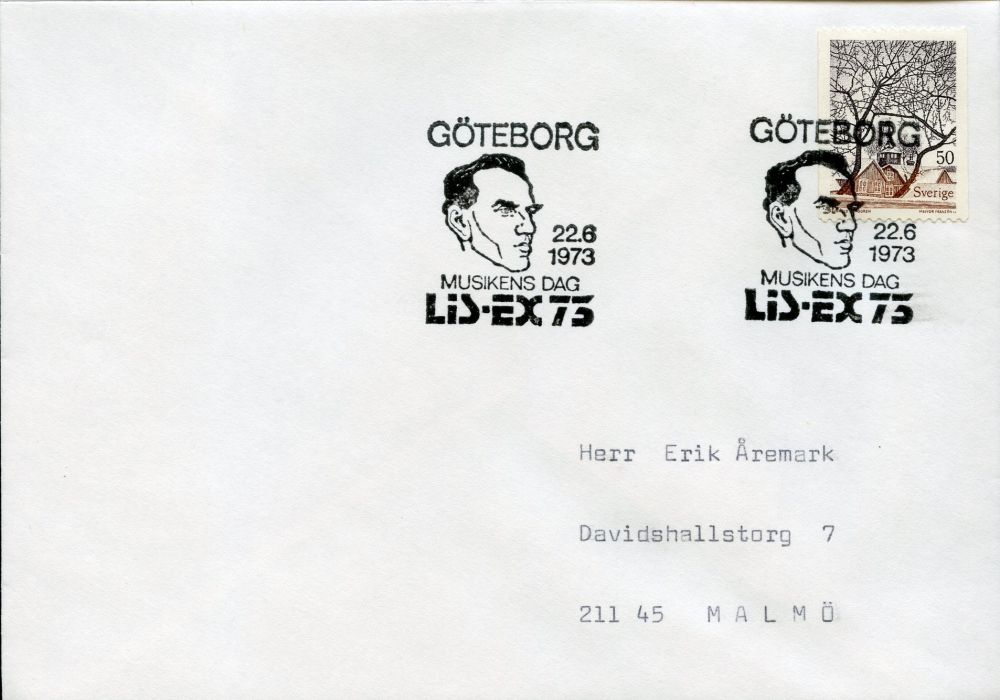 GÖTEBORG
22.6
1973
MUSIKENS DAG
LiS·EX 73
GÖTEBORG
22.6
1973
MUSIKENS DAG
LiS·EX 73
50
Sverige
Herr Erik Åremark
Davidshallstorg 7
211 45 MALMÖ